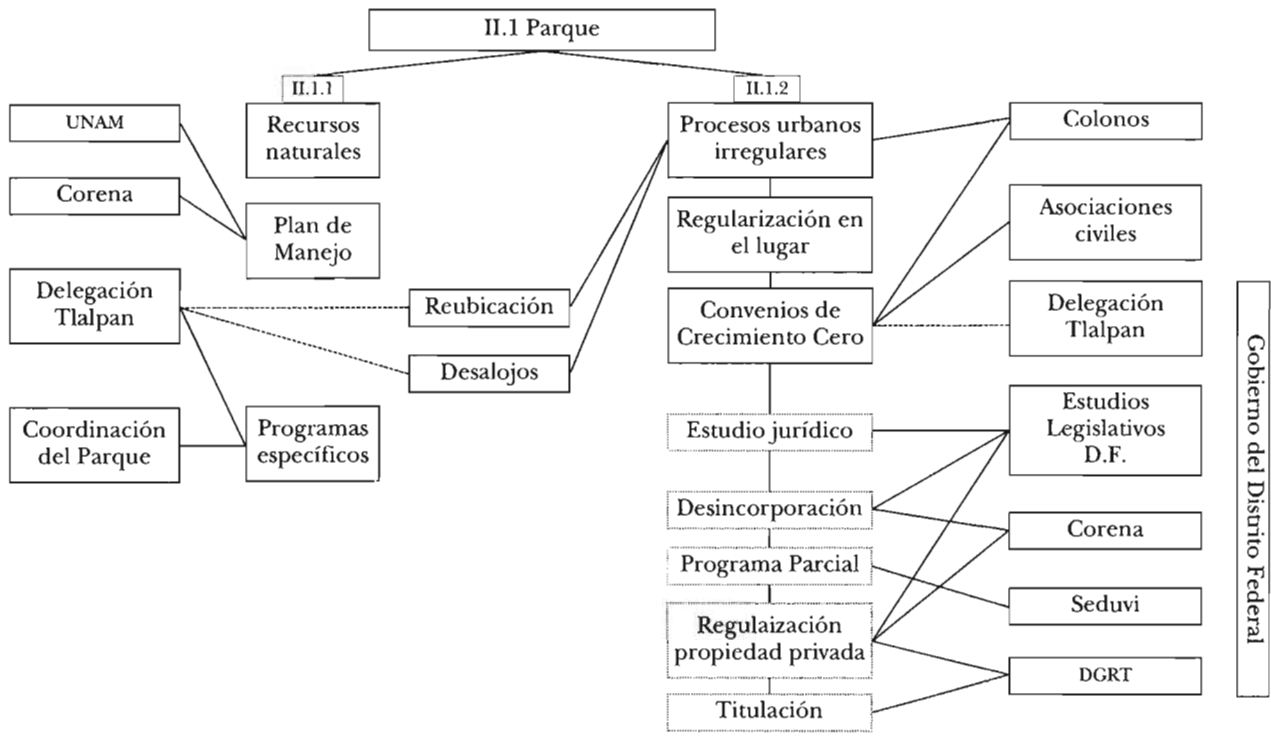 II.1 Parque
II.1.1
II.1.2
UNAM
Recursos
naturales
Procesos urbanos
irregulares
Colonos
Corena
Plan de
Manejo
Regularización en
el lugar
Asociaciones
civiles
Delegación
Tlalpan
Reubicación
Convenios de
Crecimiento Cero
Delegación
Tlalpan
Desalojos
Coordinación
del Parque
Programas
específicos
Estudio jurídico
Estudios
Legislativos
D.F.
Desincorporación
Corena
Programa Parcial
Seduvi
Regulaización
propiedad privada
DGRT
Titulación
Gobierno del Distrito Federal